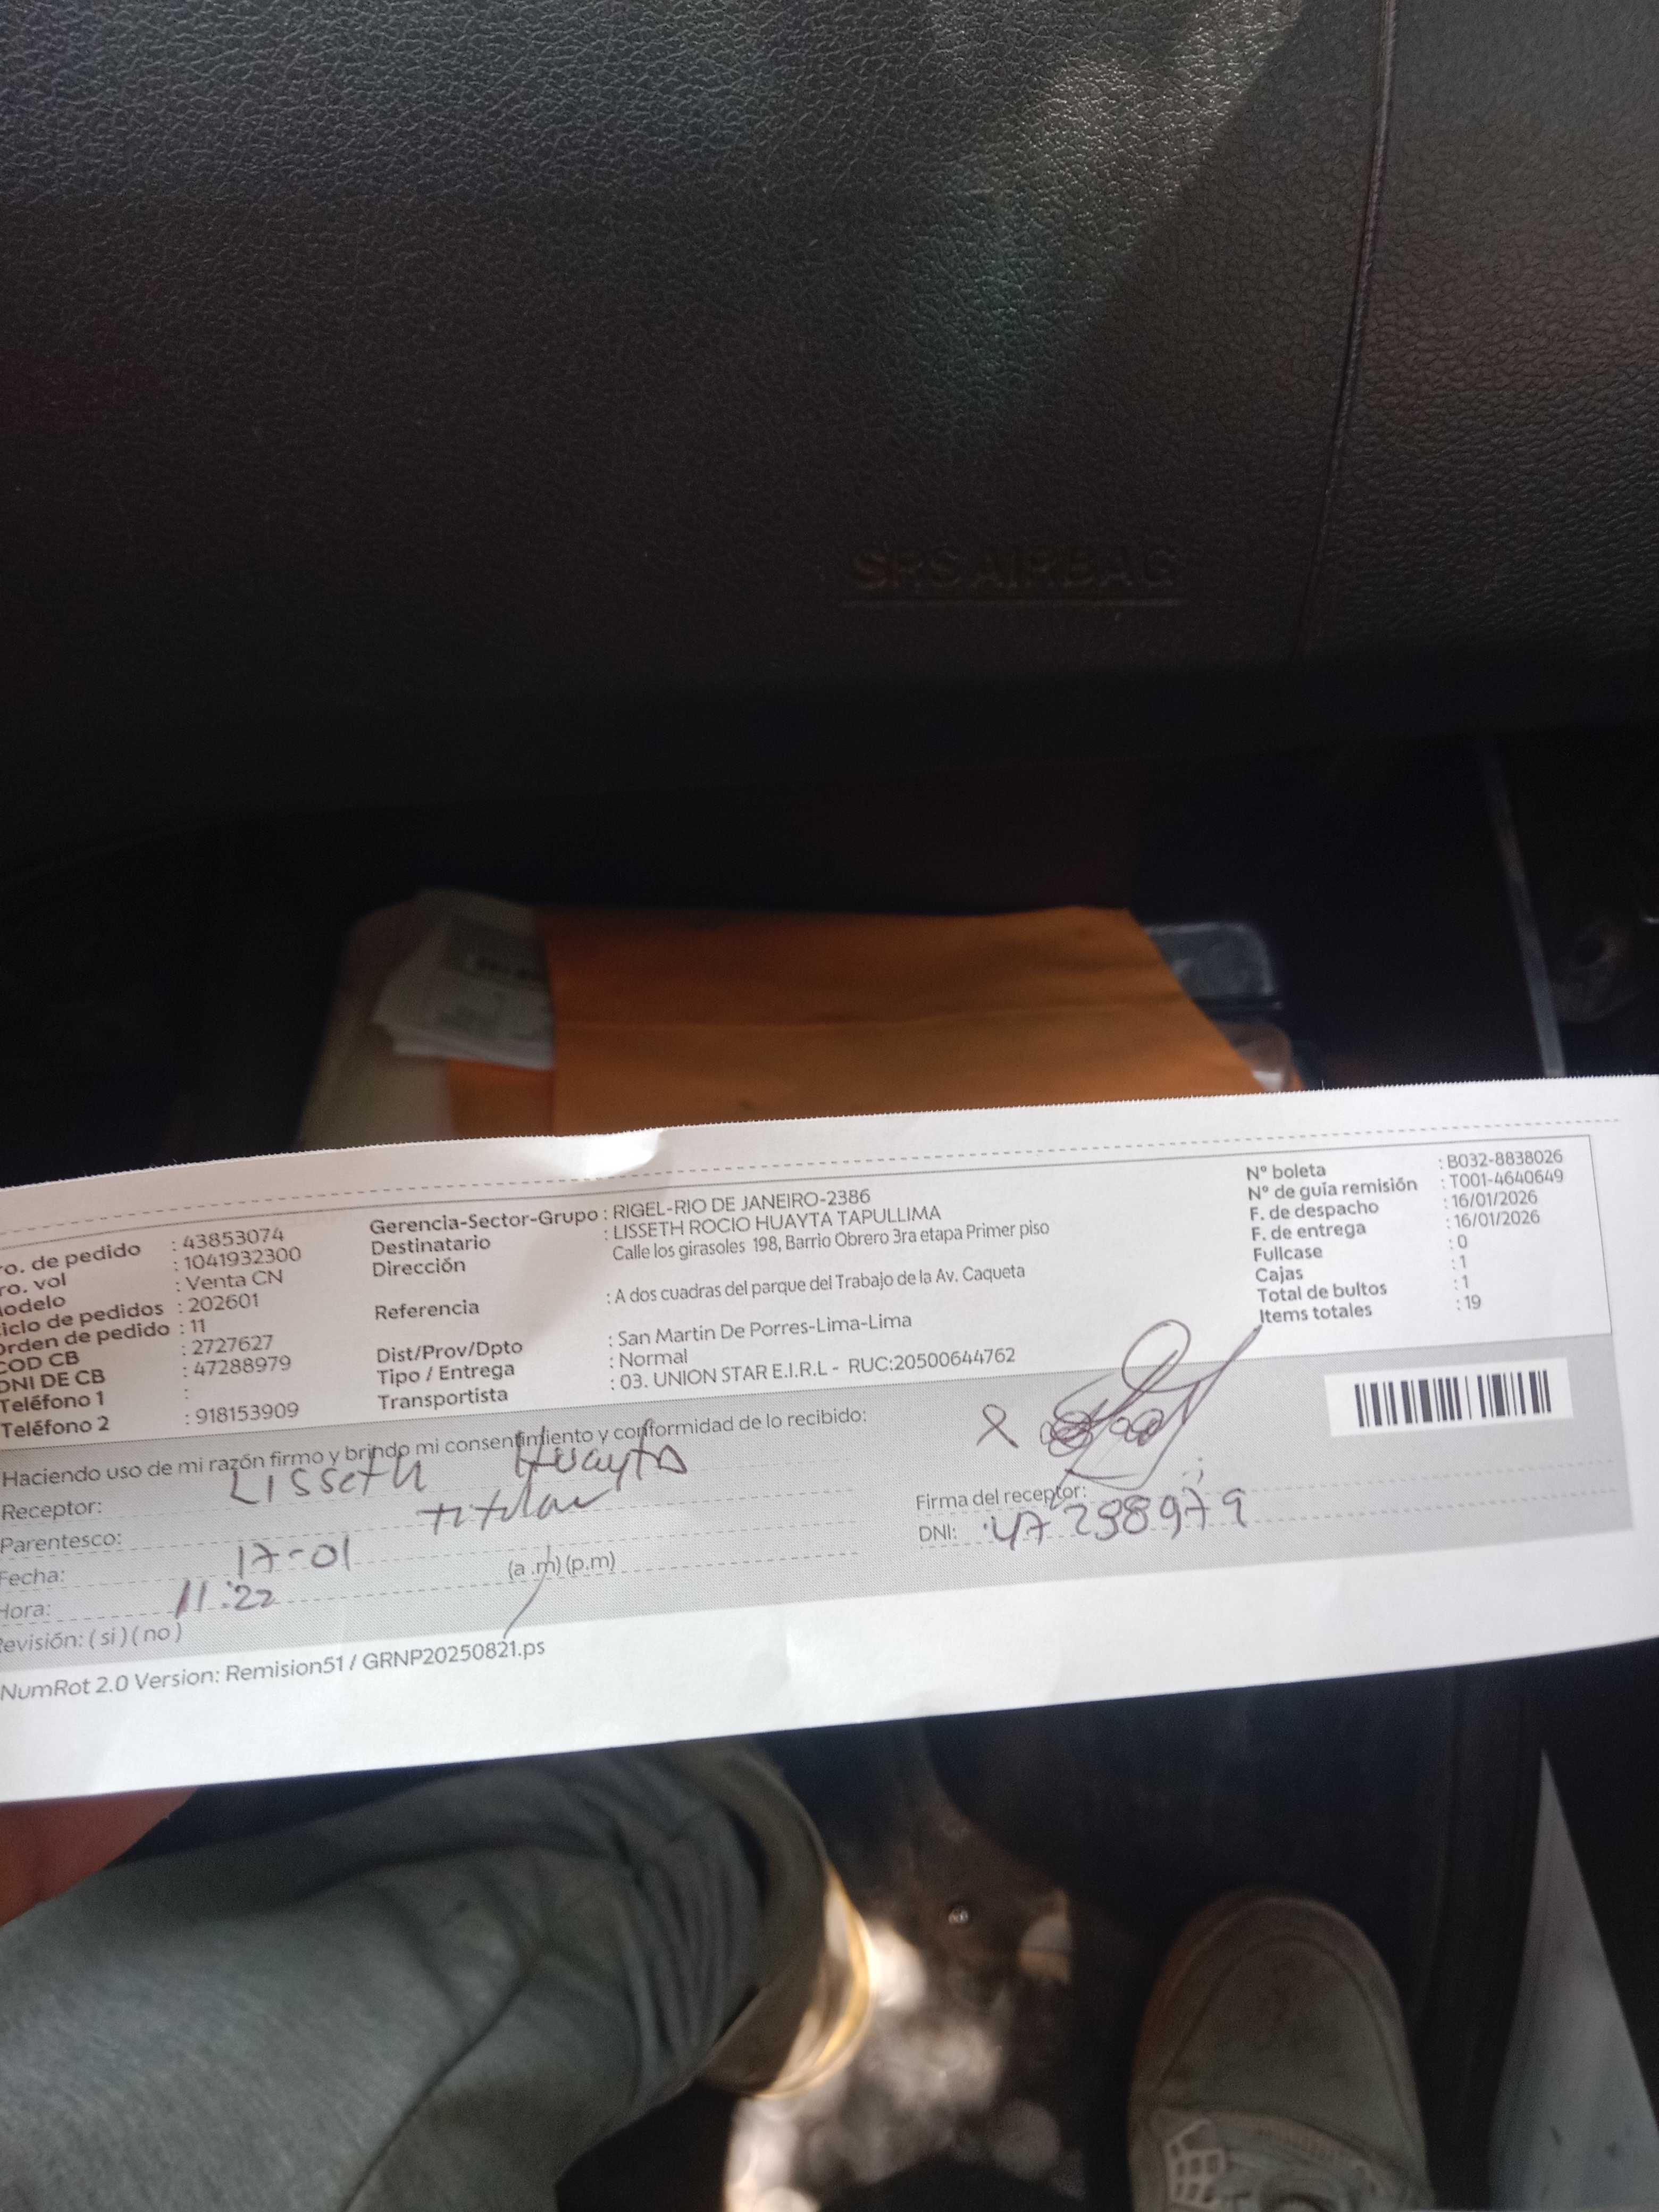 SRS AIRBAG
ro. de pedido : 43853074
ro. vol : 1041932300
odelo : Venta CN
iclo de pedidos : 202601
rden de pedido : 11
COD CB : 2727627
DNI DE CB : 47288979
Teléfono 1 :
Teléfono 2 : 918153909
Gerencia-Sector-Grupo : RIGEL-RIO DE JANEIRO-2386
Destinatario : LISSETH ROCIO HUAYTA TAPULLIMA
Dirección Calle los girasoles 198, Barrio Obrero 3ra etapa Primer piso
Referencia : A dos cuadras del parque del Trabajo de la Av. Caqueta
Dist/Prov/Dpto : San Martin De Porres-Lima-Lima
Tipo / Entrega : Normal
Transportista : 03. UNION STAR E.I.R.L - RUC:20500644762
N° boleta : B032-8838026
N° de guía remisión : T001-4640649
F. de despacho : 16/01/2026
F. de entrega : 16/01/2026
Fullcase : 0
Cajas : 1
Total de bultos : 1
Items totales : 19
Haciendo uso de mi razón firmo y brindo mi consentimiento y conformidad de lo recibido:
Receptor: Lisseth Huayta
Parentesco: titular
Fecha: 17-01
Hora: 11:22 (a .m) (p.m)
Revisión: ( si ) ( no )
Firma del receptor:
DNI: 47288979
NumRot 2.0 Version: Remision51 / GRNP20250821.ps